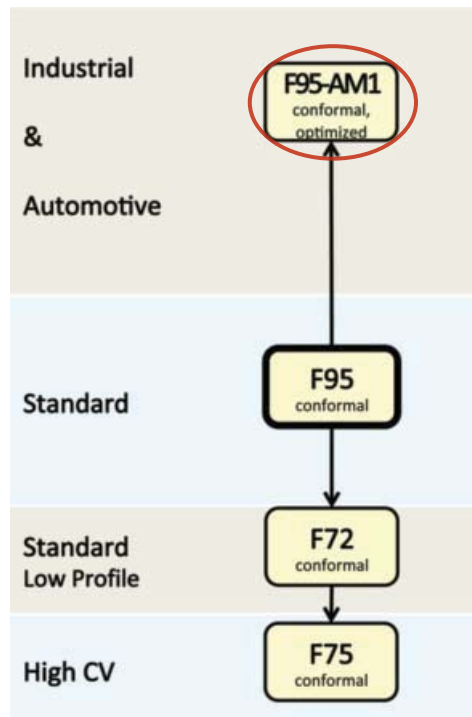 Industrial
&
Automotive
F95-AM1
conformal,
optimized
Standard
F95
conformal
Standard
Low Profile
F72
conformal
High CV
F75
conformal